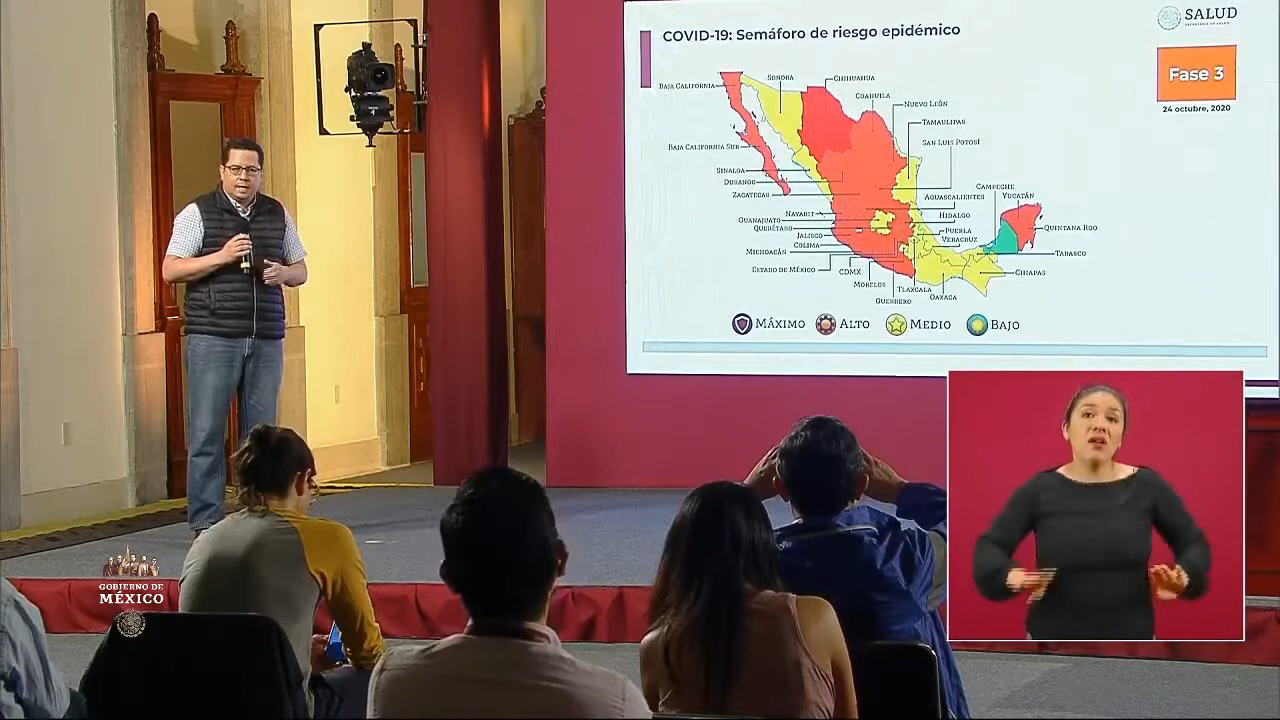 COVID-19: Semáforo de riesgo epidémico
SALUD
SECRETARÍA DE SALUD
Fase 3
24 octubre, 2020
BAJA CALIFORNIA
SONORA
CHIHUAHUA
COAHUILA
NUEVO LEÓN
TAMAULIPAS
SAN LUIS POTOSÍ
BAJA CALIFORNIA SUR
SINALOA
DURANGO
ZACATECAS
CAMPECHE
YUCATÁN
AGUASCALIENTES
NAYARIT
HIDALGO
GUANAJUATO
QUERÉTARO
QUINTANA ROO
JALISCO
PUEBLA
COLIMA
VERACRUZ
MICHOACÁN
TABASCO
ESTADO DE MÉXICO
CDMX
CHIAPAS
MORELOS
TLAXCALA
GUERRERO
OAXACA
MÁXIMO
ALTO
MEDIO
BAJO
GOBIERNO DE
MÉXICO